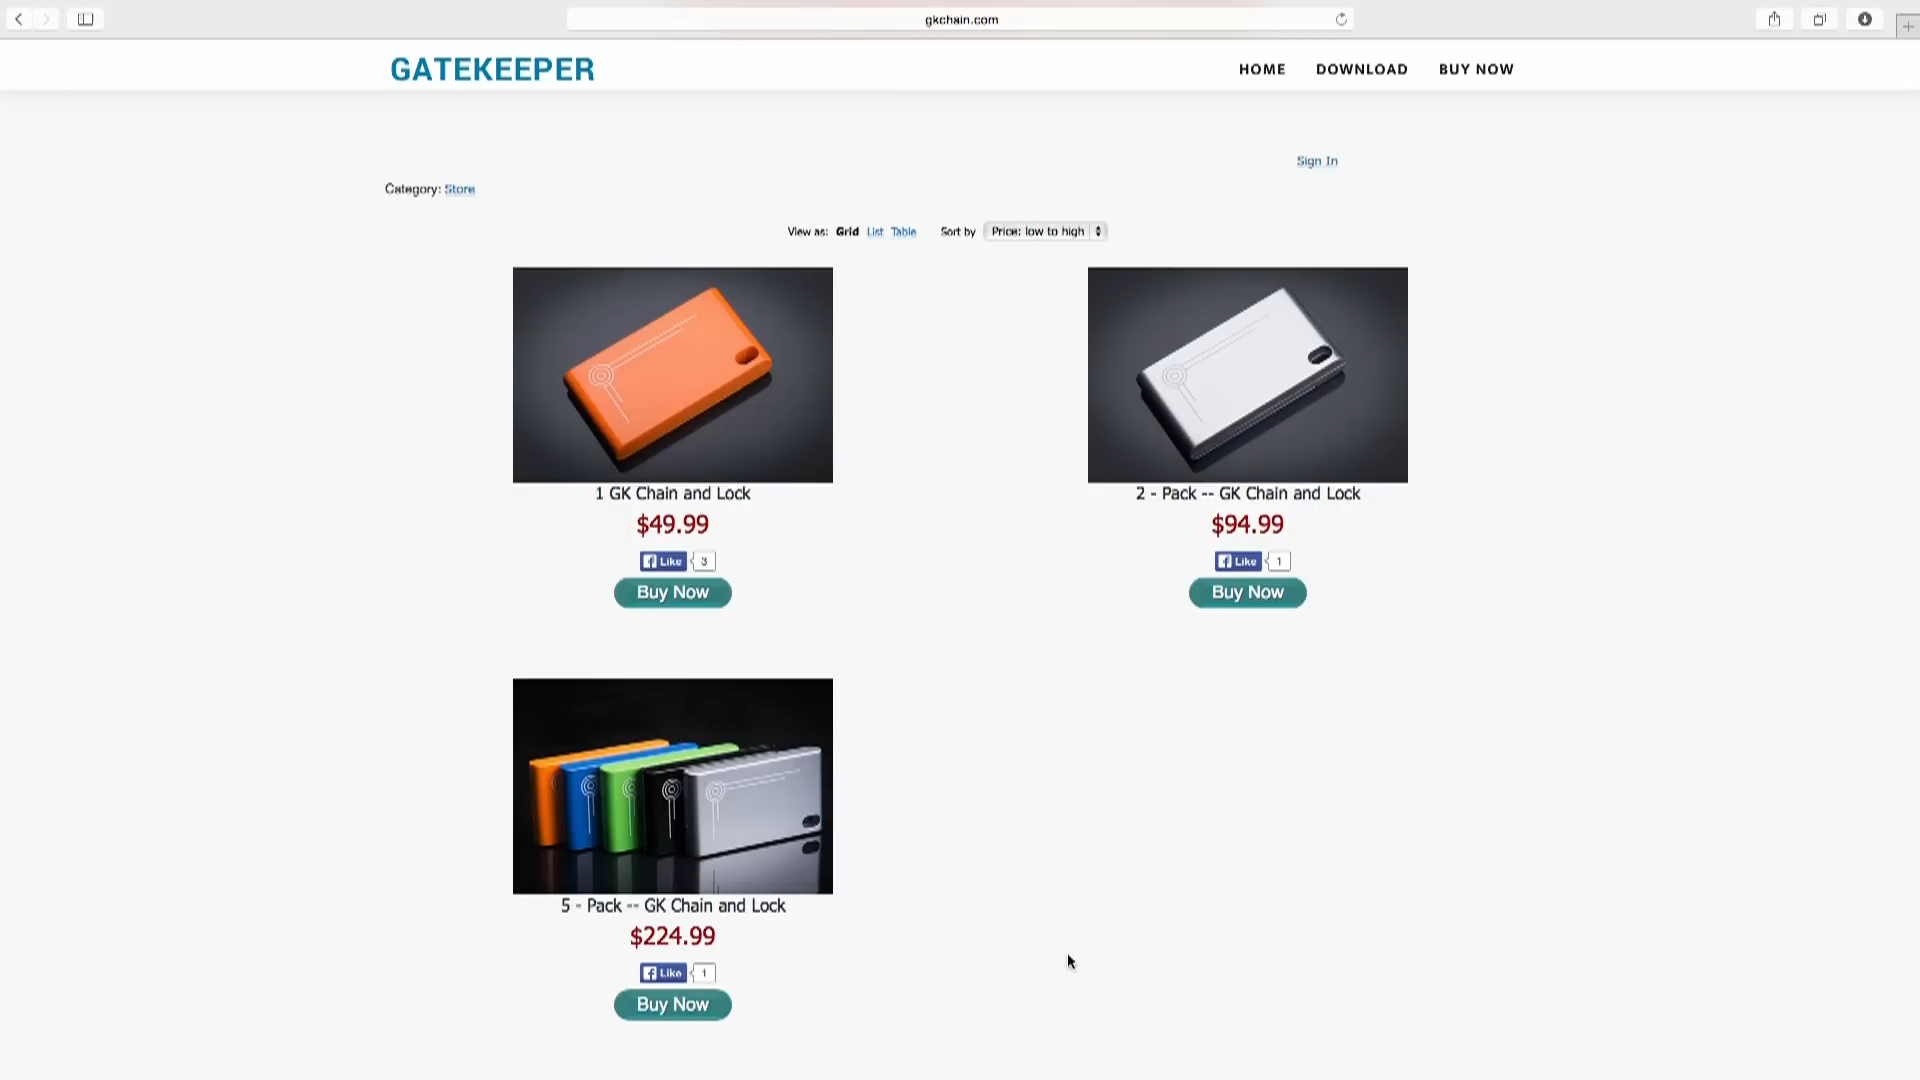 gkchain.com
GATEKEEPER
HOME DOWNLOAD BUY NOW
Sign In
Category: Store
View as: Grid List Table Sort by Price: low to high
1 GK Chain and Lock
$49.99
Like 3
Buy Now
2 - Pack -- GK Chain and Lock
$94.99
Like 1
Buy Now
5 - Pack -- GK Chain and Lock
$224.99
Like 1
Buy Now